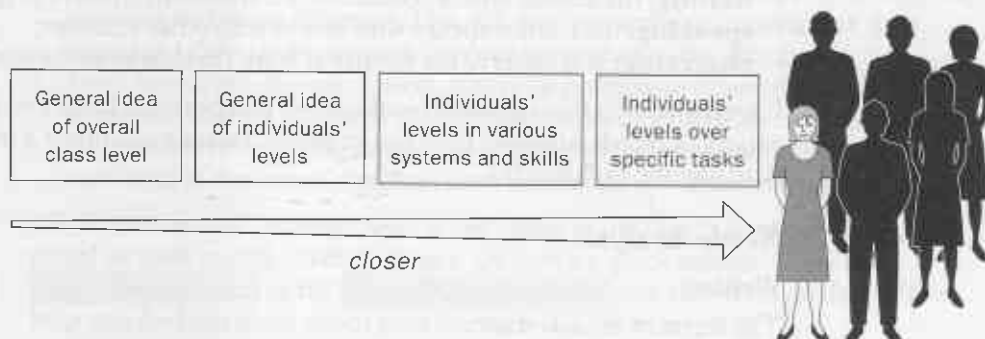 General idea
of overall
class level
General idea
of individuals'
levels
Individuals'
levels in various
systems and skills
Individuals'
levels over
specific tasks
closer